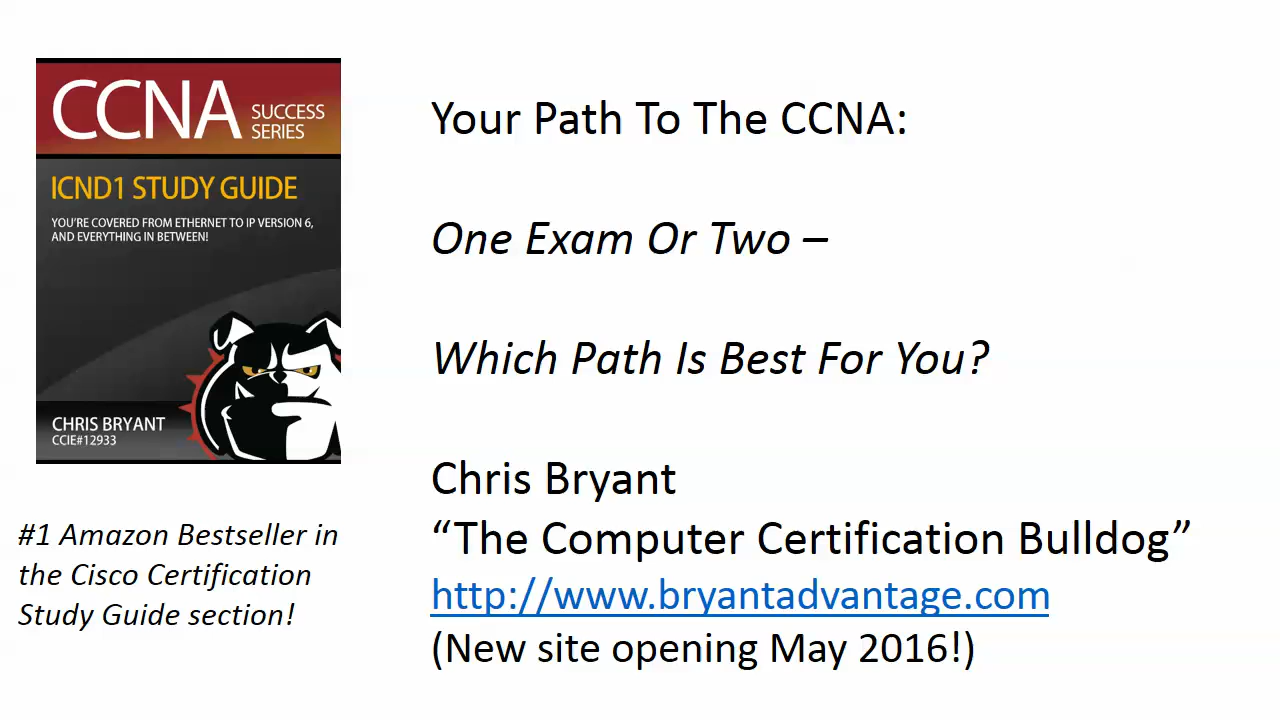 CCNA SUCCESS
SERIES
ICND1 STUDY GUIDE
YOU'RE COVERED FROM ETHERNET TO IP VERSION 6,
AND EVERYTHING IN BETWEEN!
CHRIS BRYANT
CCIE#12933
#1 Amazon Bestseller in
the Cisco Certification
Study Guide section!
Your Path To The CCNA:
One Exam Or Two –
Which Path Is Best For You?
Chris Bryant
“The Computer Certification Bulldog”
http://www.bryantadvantage.com
(New site opening May 2016!)